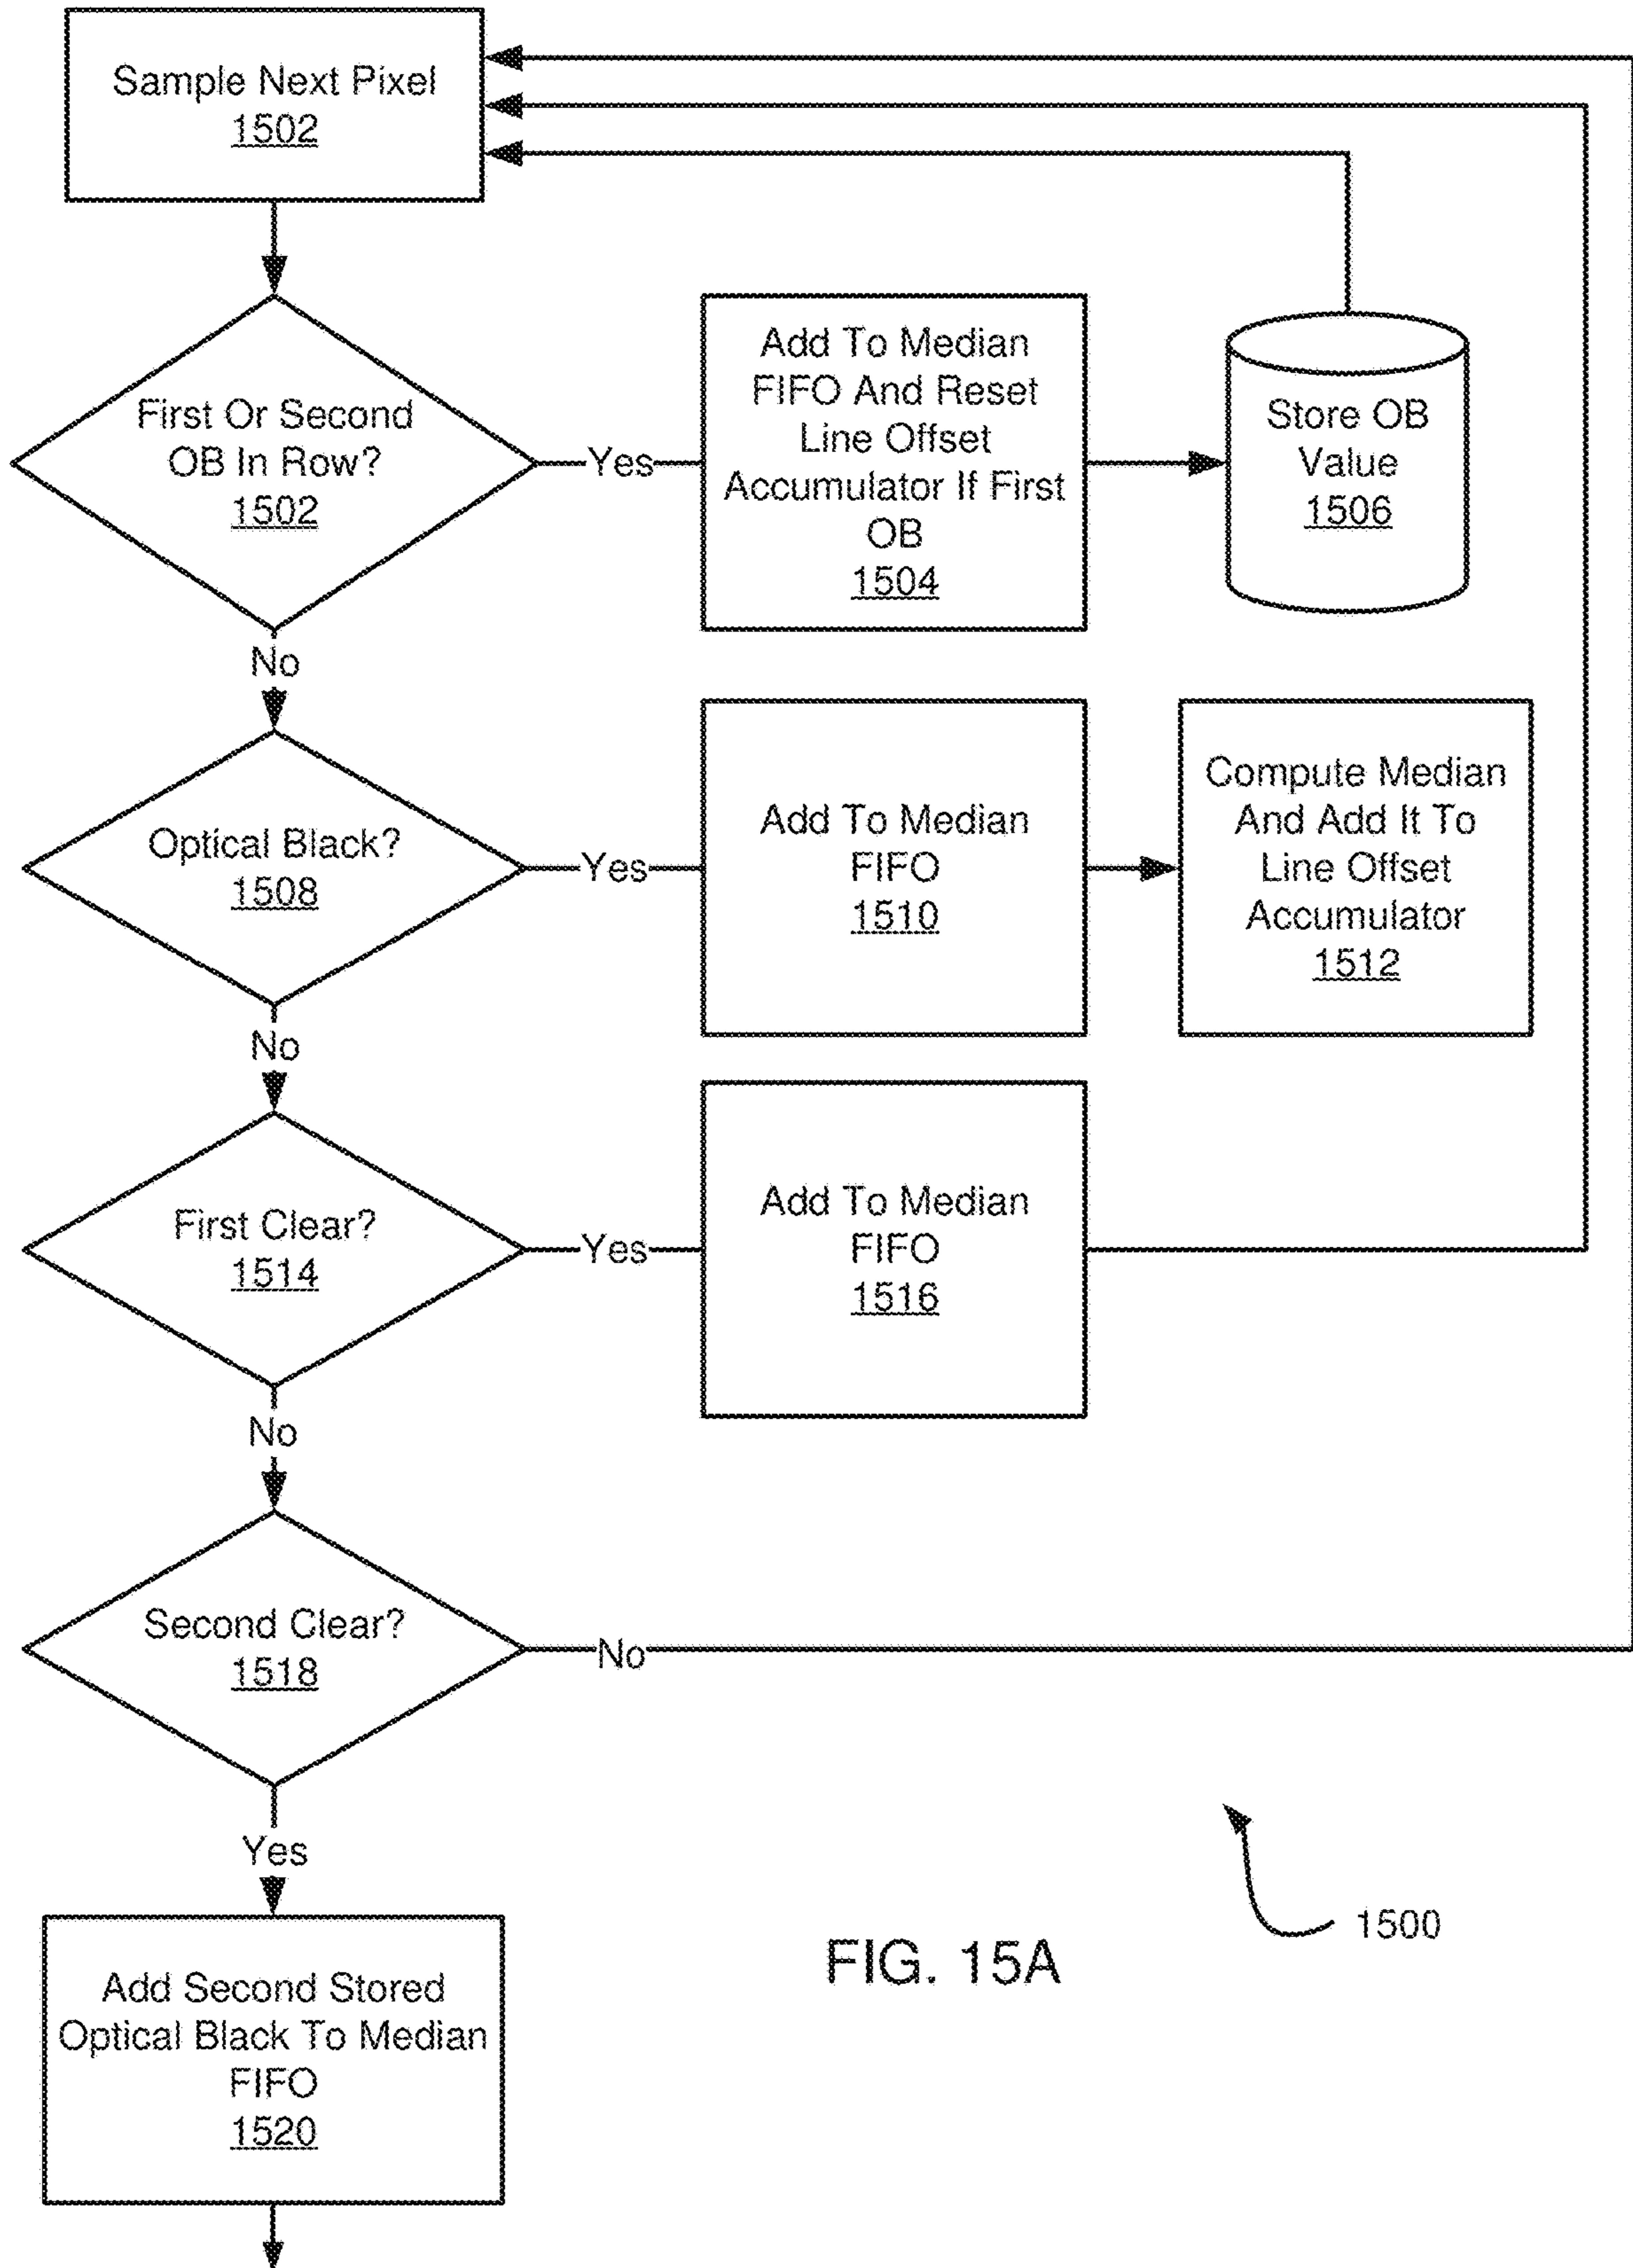 Sample Next Pixel
1502
First Or Second
OB In Row?
1502
Yes
Add To Median
FIFO And Reset
Line Offset
Accumulator If First
OB
1504
Store OB
Value
1506
No
Optical Black?
1508
Yes
Add To Median
FIFO
1510
Compute Median
And Add It To
Line Offset
Accumulator
1512
No
First Clear?
1514
Yes
Add To Median
FIFO
1516
No
Second Clear?
1518
No
Yes
Add Second Stored
Optical Black To Median
FIFO
1520
FIG. 15A
1500